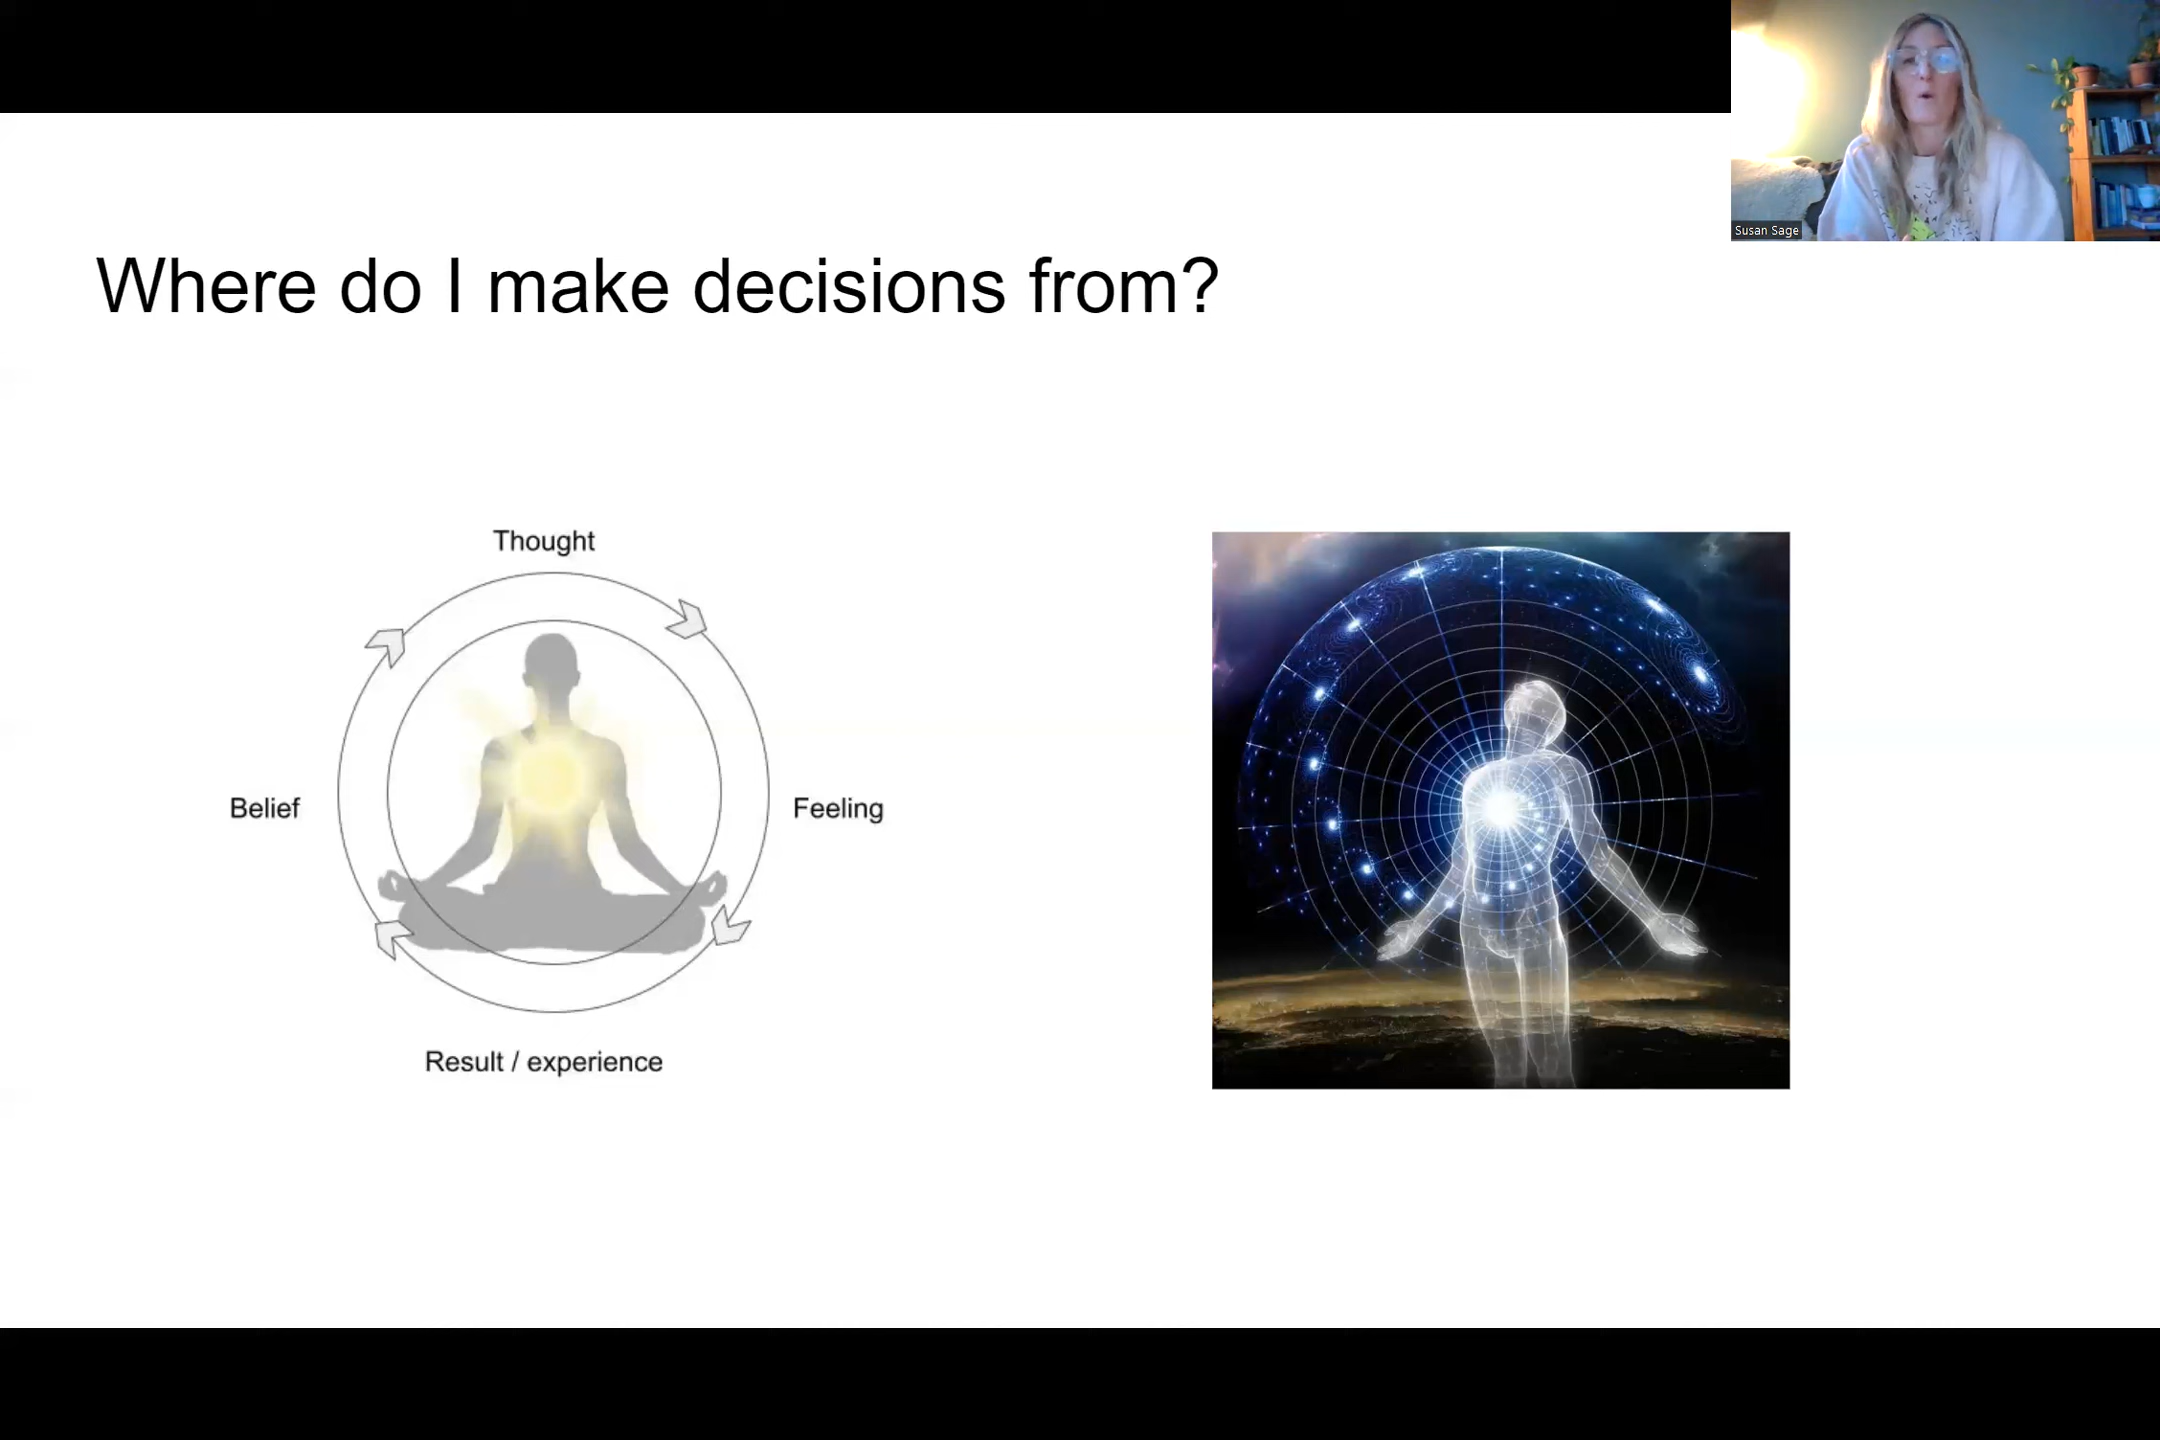 Susan Sage
Where do I make decisions from?
Thought
Belief
Feeling
Result / experience